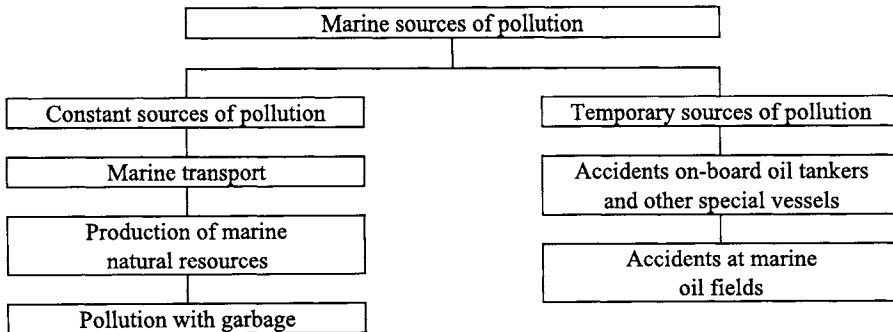 Marine sources of pollution
Constant sources of pollution
Marine transport
Production of marine
natural resources
Pollution with garbage
Temporary sources of pollution
Accidents on-board oil tankers
and other special vessels
Accidents at marine
oil fields